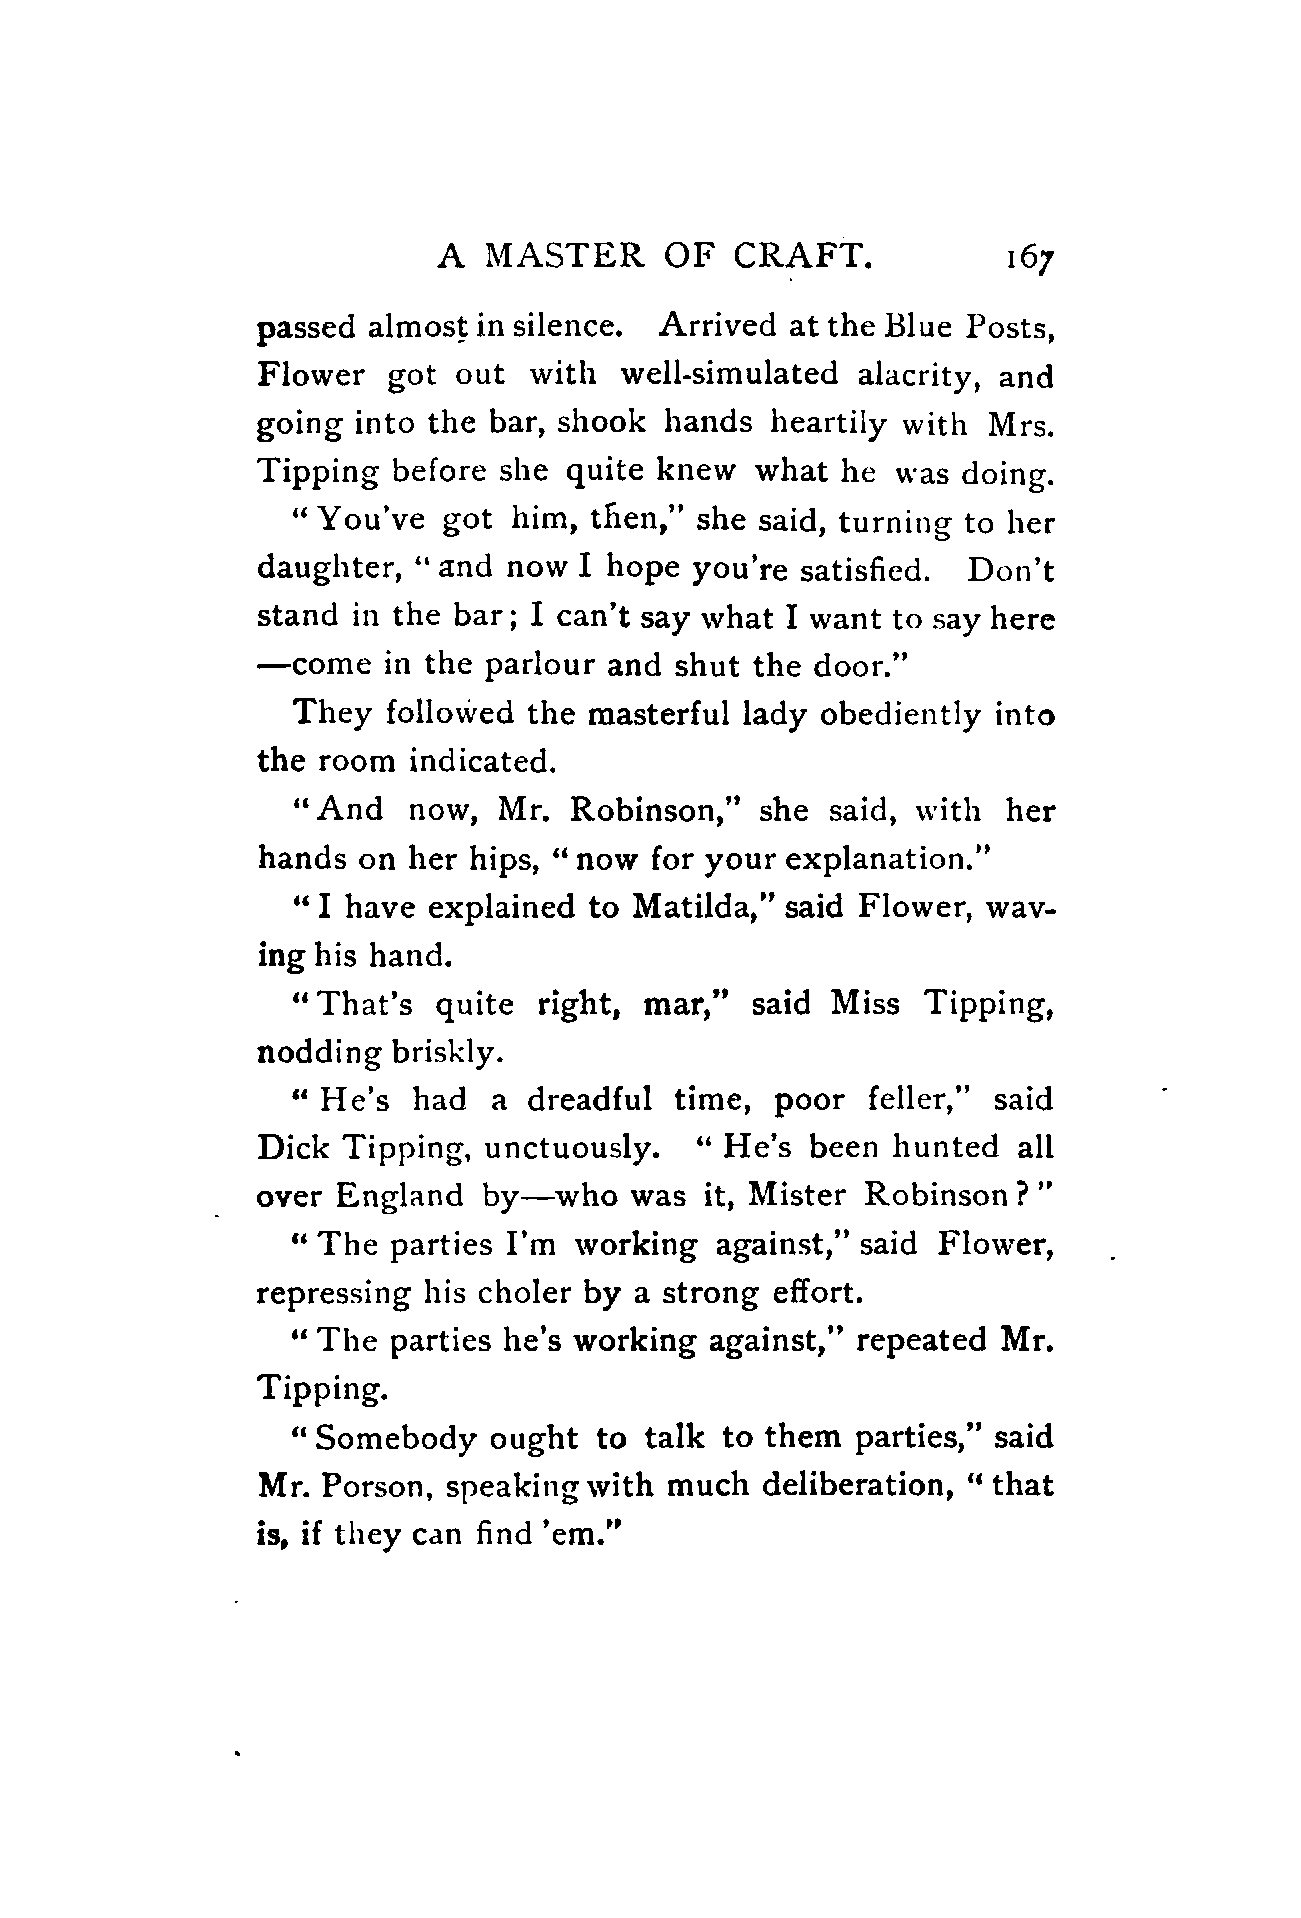 A MASTER OF CRAFT. 167
passed almost in silence. Arrived at the Blue Posts,
Flower got out with well-simulated alacrity, and
going into the bar, shook hands heartily with Mrs.
Tipping before she quite knew what he was doing.
“You’ve got him, then,” she said, turning to her
daughter, “and now I hope you’re satisfied. Don’t
stand in the bar; I can’t say what I want to say here
—come in the parlour and shut the door.”
They followed the masterful lady obediently into
the room indicated.
“And now, Mr. Robinson,” she said, with her
hands on her hips, “now for your explanation.”
“I have explained to Matilda,” said Flower, wav-
ing his hand.
“That’s quite right, mar,” said Miss Tipping,
nodding briskly.
“He’s had a dreadful time, poor feller,” said
Dick Tipping, unctuously. “He’s been hunted all
over England by—who was it, Mister Robinson?”
“The parties I’m working against,” said Flower,
repressing his choler by a strong effort.
“The parties he’s working against,” repeated Mr.
Tipping.
“Somebody ought to talk to them parties,” said
Mr. Porson, speaking with much deliberation, “that
is, if they can find ’em.”